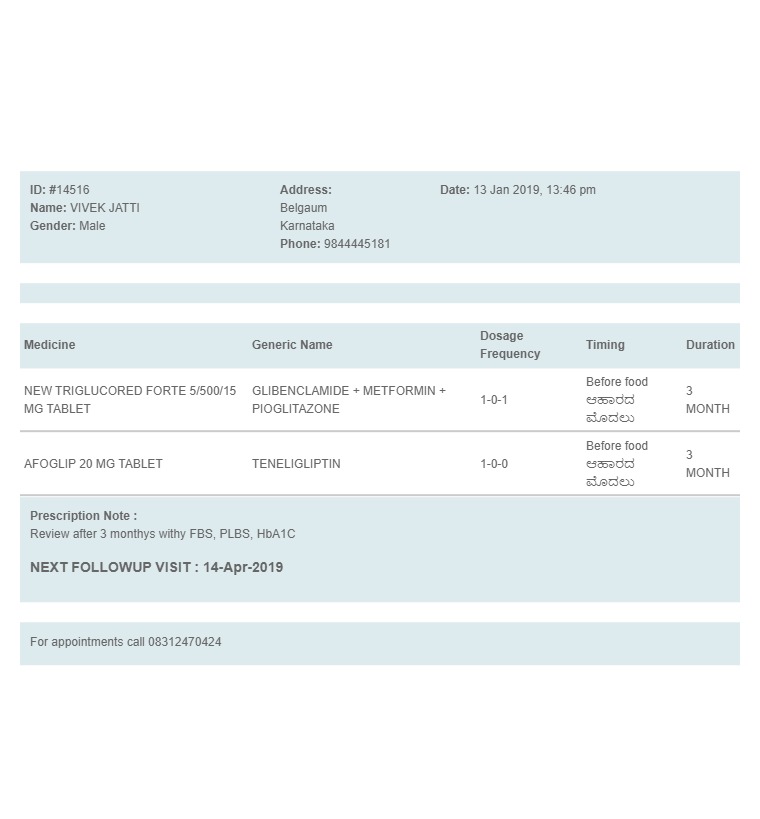 ID: #14516
Name: VIVEK JATTI
Gender: Male
Address:
Belgaum
Karnataka
Phone: 9844445181
Date: 13 Jan 2019, 13:46 pm
Medicine
Generic Name
Dosage
Frequency
Timing
Duration
NEW TRIGLUCORED FORTE 5/500/15
MG TABLET
GLIBENCLAMIDE + METFORMIN +
PIOGLITAZONE
1-0-1
Before food
ಆಹಾರದ
ಮೊದಲು
3
MONTH
AFOGLIP 20 MG TABLET
TENELIGLIPTIN
1-0-0
Before food
ಆಹಾರದ
ಮೊದಲು
3
MONTH
Prescription Note :
Review after 3 monthys withy FBS, PLBS, HbA1C
NEXT FOLLOWUP VISIT : 14-Apr-2019
For appointments call 08312470424